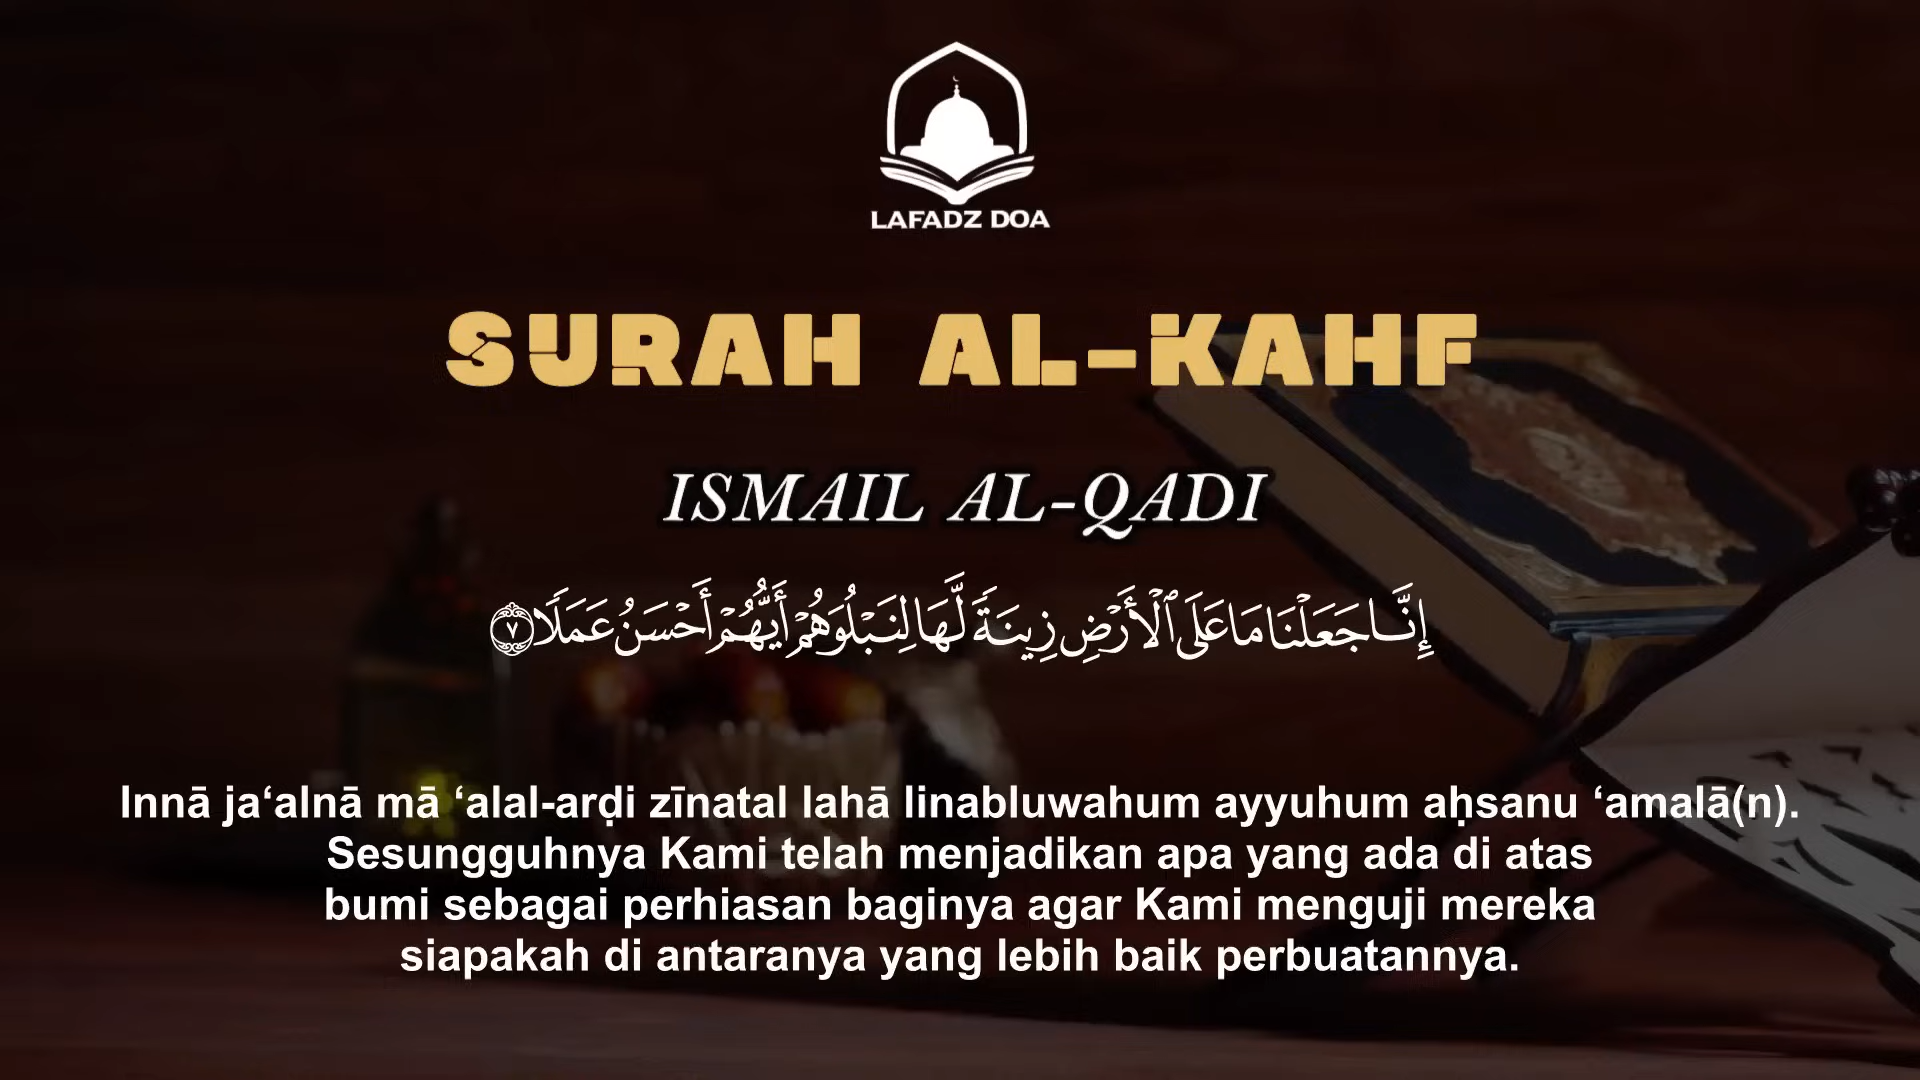 LAFADZ DOA
SURAH AL-KAHF
ISMAIL AL-QADI
إِنَّا جَعَلْنَا مَا عَلَى ٱلْأَرْضِ زِينَةً لَّهَا لِنَبْلُوَهُمْ أَيُّهُمْ أَحْسَنُ عَمَلًا ٧
Innā ja‘alnā mā ‘alal-arḍi zīnatal lahā linabluwahum ayyuhum aḥsanu ‘amalā(n).
Sesungguhnya Kami telah menjadikan apa yang ada di atas
bumi sebagai perhiasan baginya agar Kami menguji mereka
siapakah di antaranya yang lebih baik perbuatannya.